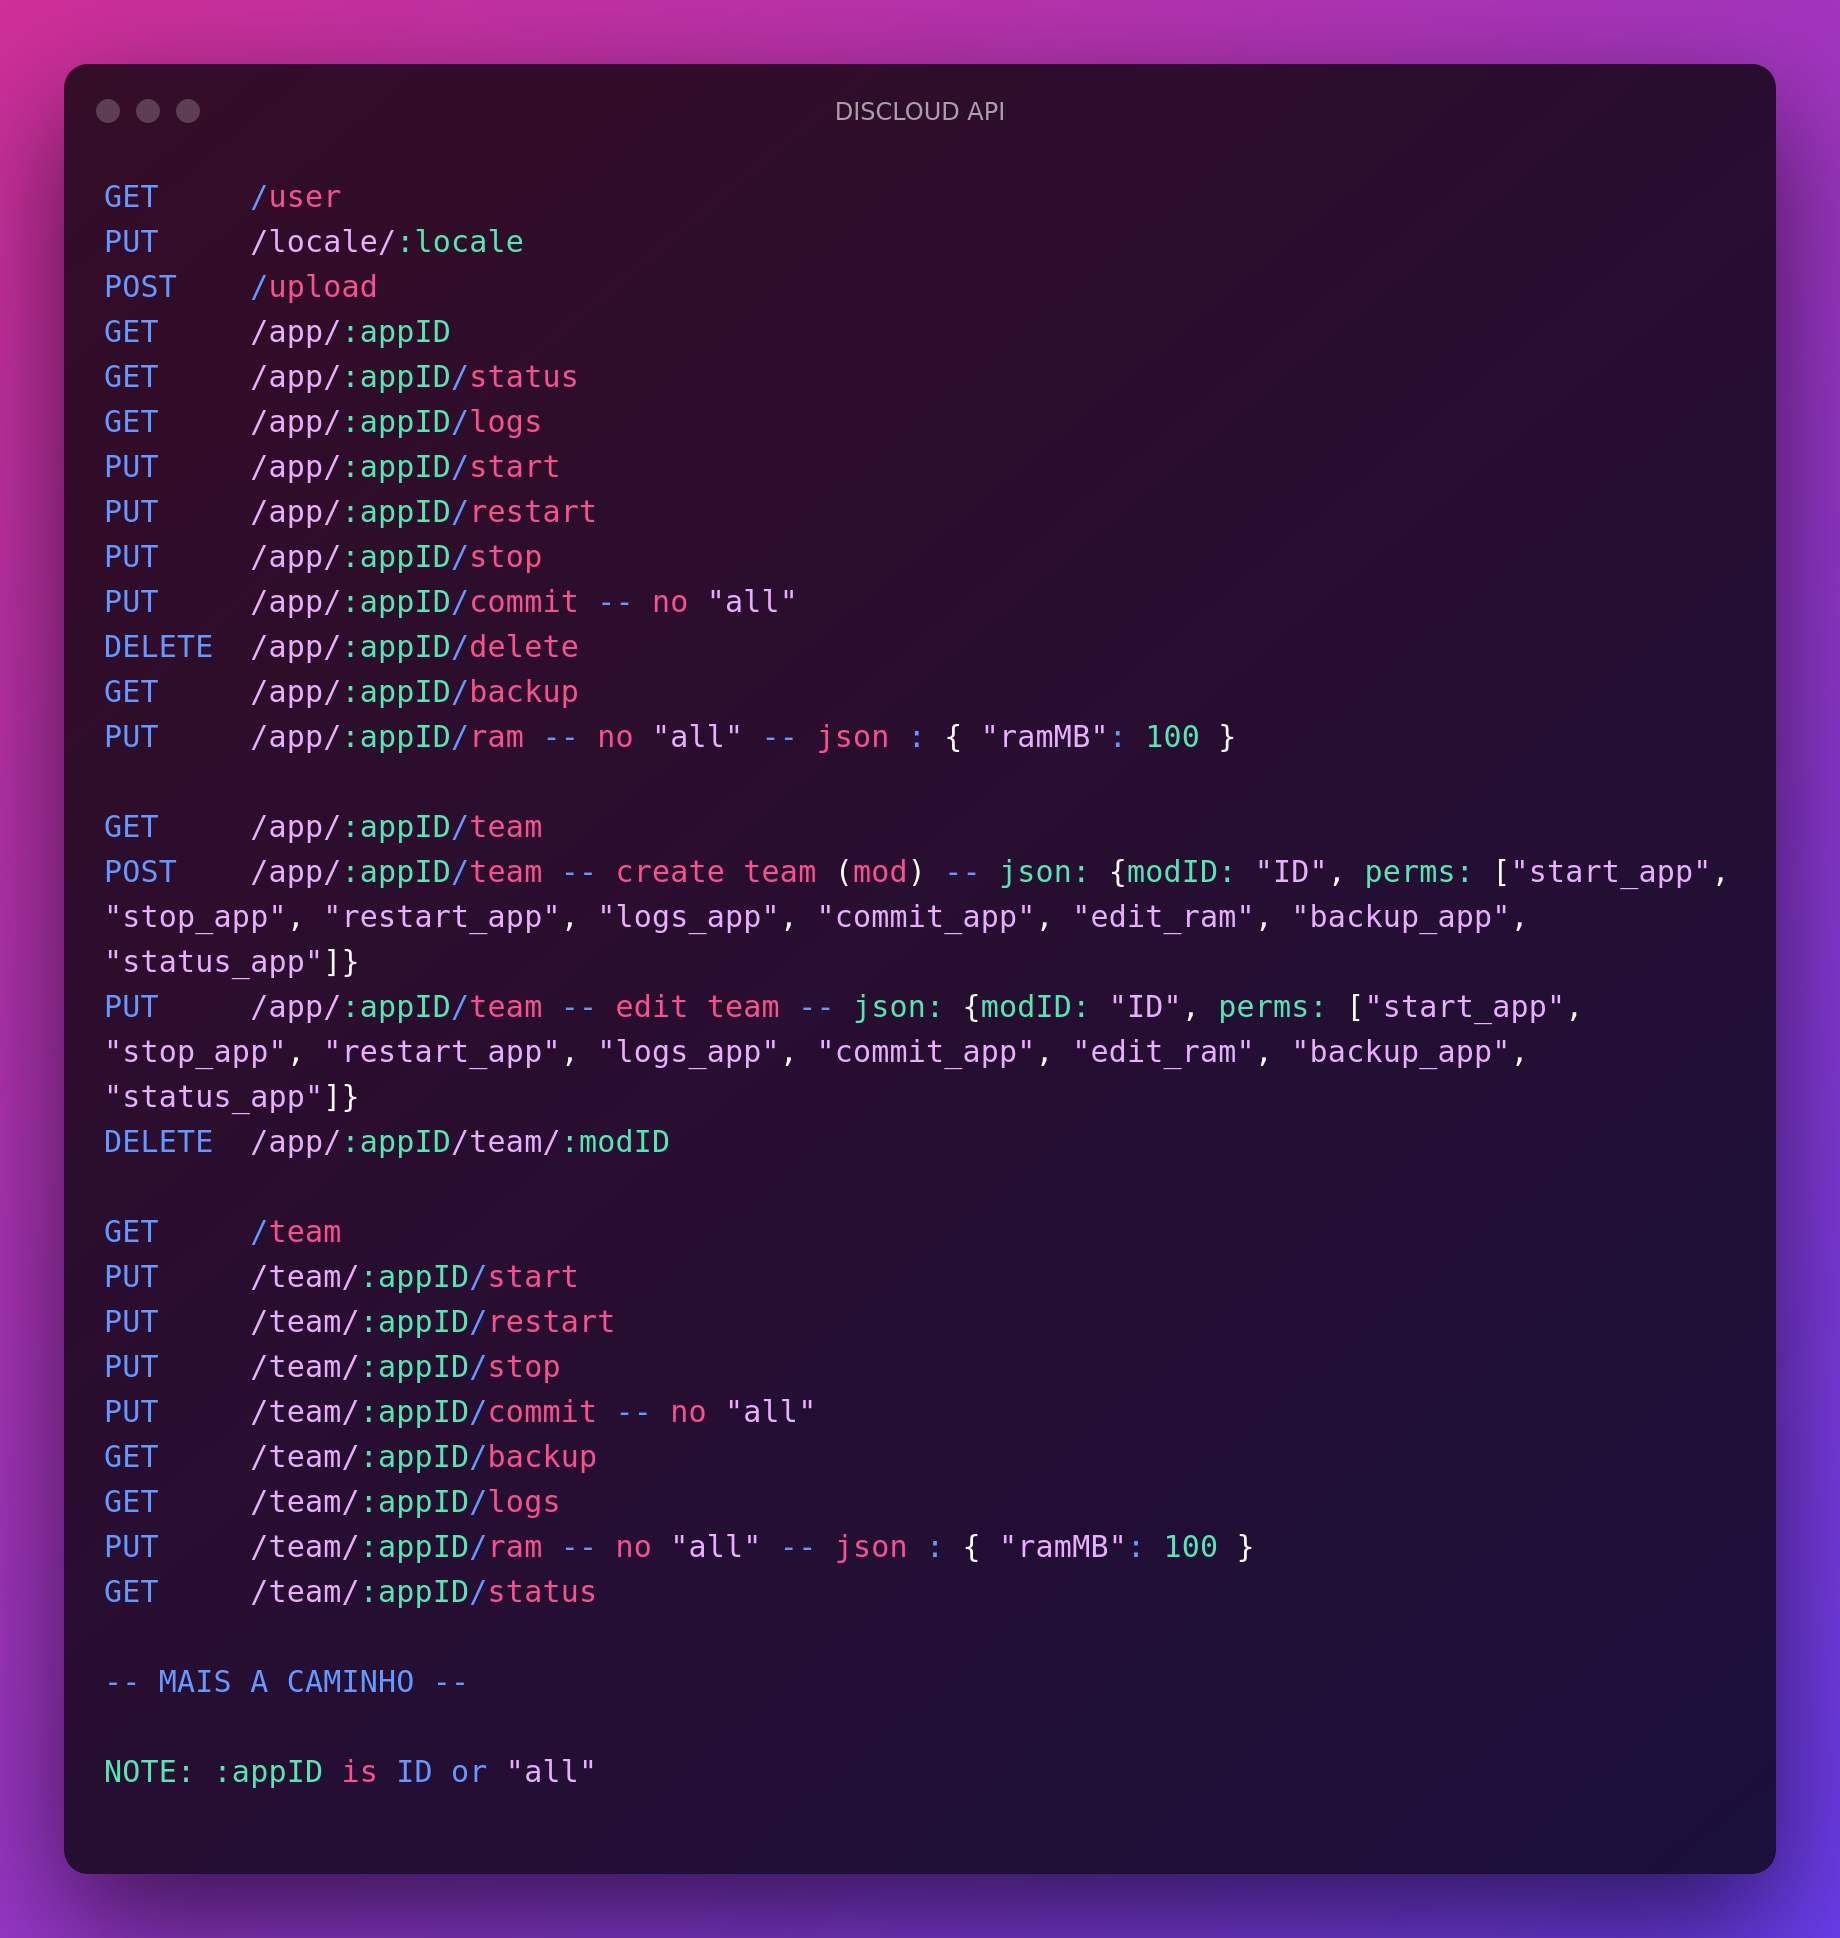 DISCLOUD API
GET     /user
PUT     /locale/:locale
POST    /upload
GET     /app/:appID
GET     /app/:appID/status
GET     /app/:appID/logs
PUT     /app/:appID/start
PUT     /app/:appID/restart
PUT     /app/:appID/stop
PUT     /app/:appID/commit -- no "all"
DELETE  /app/:appID/delete
GET     /app/:appID/backup
PUT     /app/:appID/ram -- no "all" -- json : { "ramMB": 100 }
GET     /app/:appID/team
POST    /app/:appID/team -- create team (mod) -- json: {modID: "ID", perms: ["start_app",
"stop_app", "restart_app", "logs_app", "commit_app", "edit_ram", "backup_app",
"status_app"]}
PUT     /app/:appID/team -- edit team -- json: {modID: "ID", perms: ["start_app",
"stop_app", "restart_app", "logs_app", "commit_app", "edit_ram", "backup_app",
"status_app"]}
DELETE  /app/:appID/team/:modID
GET     /team
PUT     /team/:appID/start
PUT     /team/:appID/restart
PUT     /team/:appID/stop
PUT     /team/:appID/commit -- no "all"
GET     /team/:appID/backup
GET     /team/:appID/logs
PUT     /team/:appID/ram -- no "all" -- json : { "ramMB": 100 }
GET     /team/:appID/status
-- MAIS A CAMINHO --
NOTE: :appID is ID or "all"